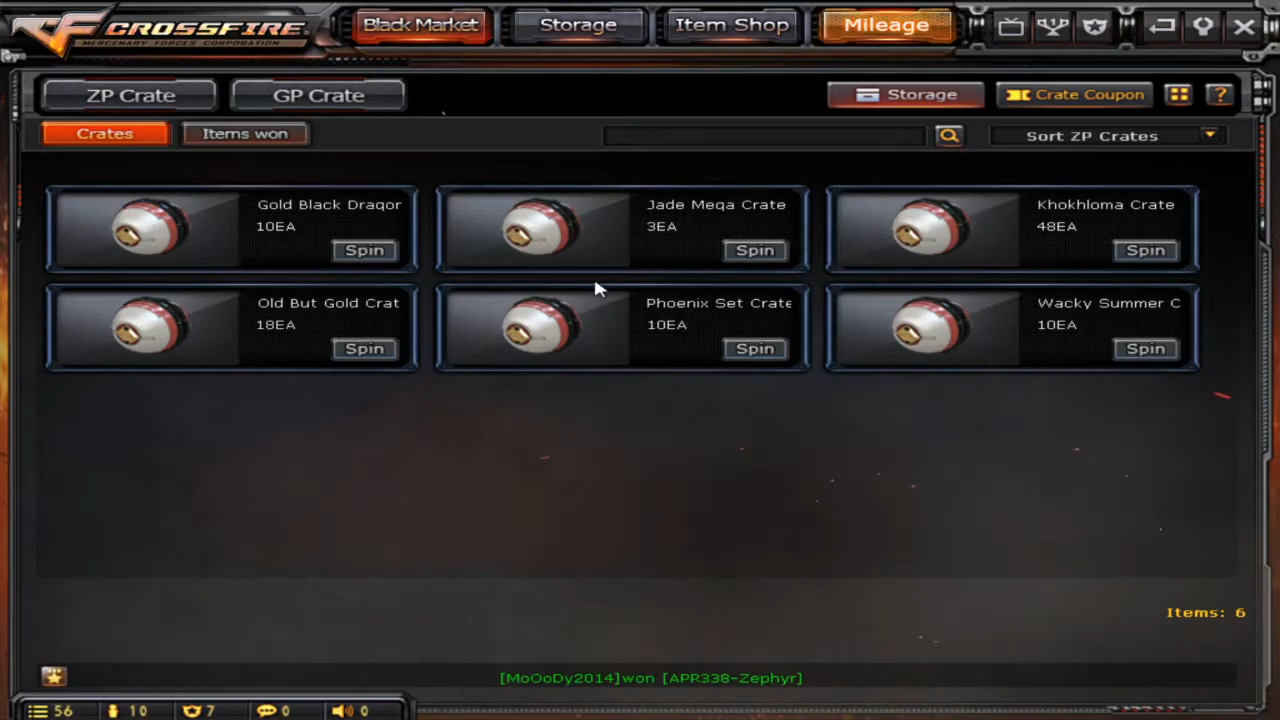 CROSSFIRE
MERCENARY FORCES CORPORATION
Black Market
Storage
Item Shop
Mileage
ZP Crate
GP Crate
Storage
Crate Coupon
?
Crates
Items won
Sort ZP Crates
Gold Black Dragor
10EA
Spin
Jade Mega Crate
3EA
Spin
Khokhloma Crate
48EA
Spin
Old But Gold Crat
18EA
Spin
Phoenix Set Crate
10EA
Spin
Wacky Summer C
10EA
Spin
Items: 6
[MoOoDy2014]won [APR338-Zephyr]
56
10
7
0
0